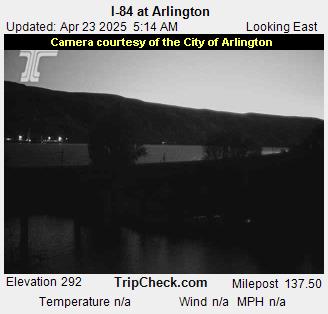 I-84 at Arlington
Updated: Apr 23 2025 5:14 AM Looking East
Camera courtesy of the City of Arlington
Elevation 292 TripCheck.com Milepost 137.50
Temperature n/a Wind n/a MPH n/a